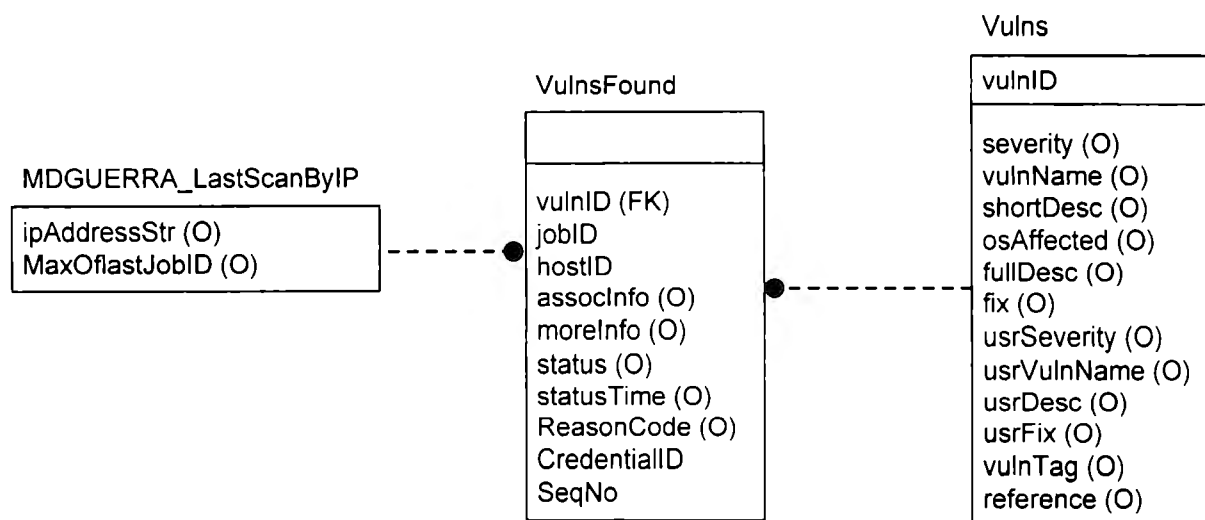 MDGUERRA_LastScanByIP
ipAddressStr (O)
MaxOflastJobID (O)
VulnsFound
vulnID (FK)
jobID
hostID
assocInfo (O)
moreInfo (O)
status (O)
statusTime (O)
ReasonCode (O)
CredentialID
SeqNo
Vulns
vulnID
severity (O)
vulnName (O)
shortDesc (O)
osAffected (O)
fullDesc (O)
fix (O)
usrSeverity (O)
usrVulnName (O)
usrDesc (O)
usrFix (O)
vulnTag (O)
reference (O)